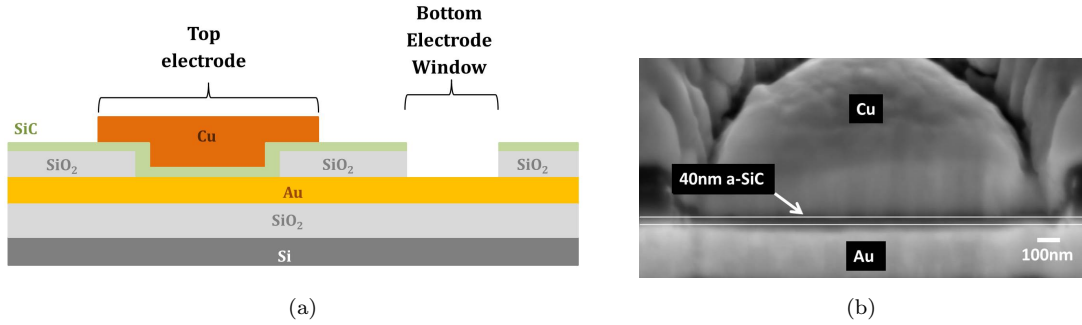 Top
electrode
Bottom
Electrode
Window
SiC
Cu
SiO₂
SiO₂
SiO₂
Au
SiO₂
Si
(a)
Cu
40nm a-SiC
Au
100nm
(b)